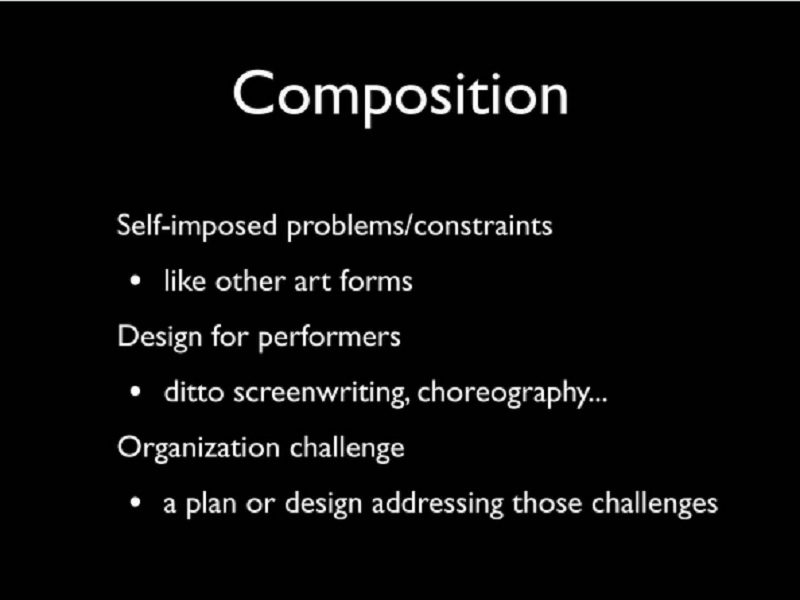 Composition
Self-imposed problems/constraints
• like other art forms
Design for performers
• ditto screenwriting, choreography...
Organization challenge
• a plan or design addressing those challenges